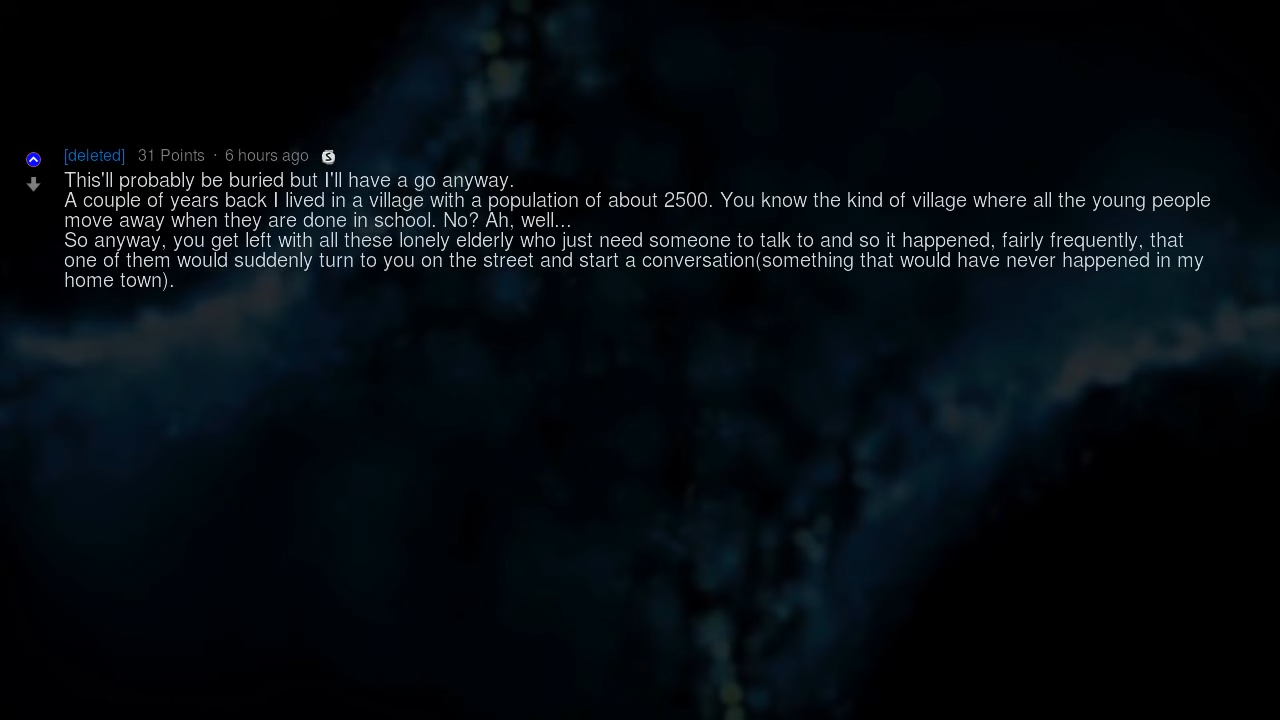 [deleted] 31 Points · 6 hours ago
This'll probably be buried but I'll have a go anyway.
A couple of years back I lived in a village with a population of about 2500. You know the kind of village where all the young people
move away when they are done in school. No? Ah, well...
So anyway, you get left with all these lonely elderly who just need someone to talk to and so it happened, fairly frequently, that
one of them would suddenly turn to you on the street and start a conversation(something that would have never happened in my
home town).